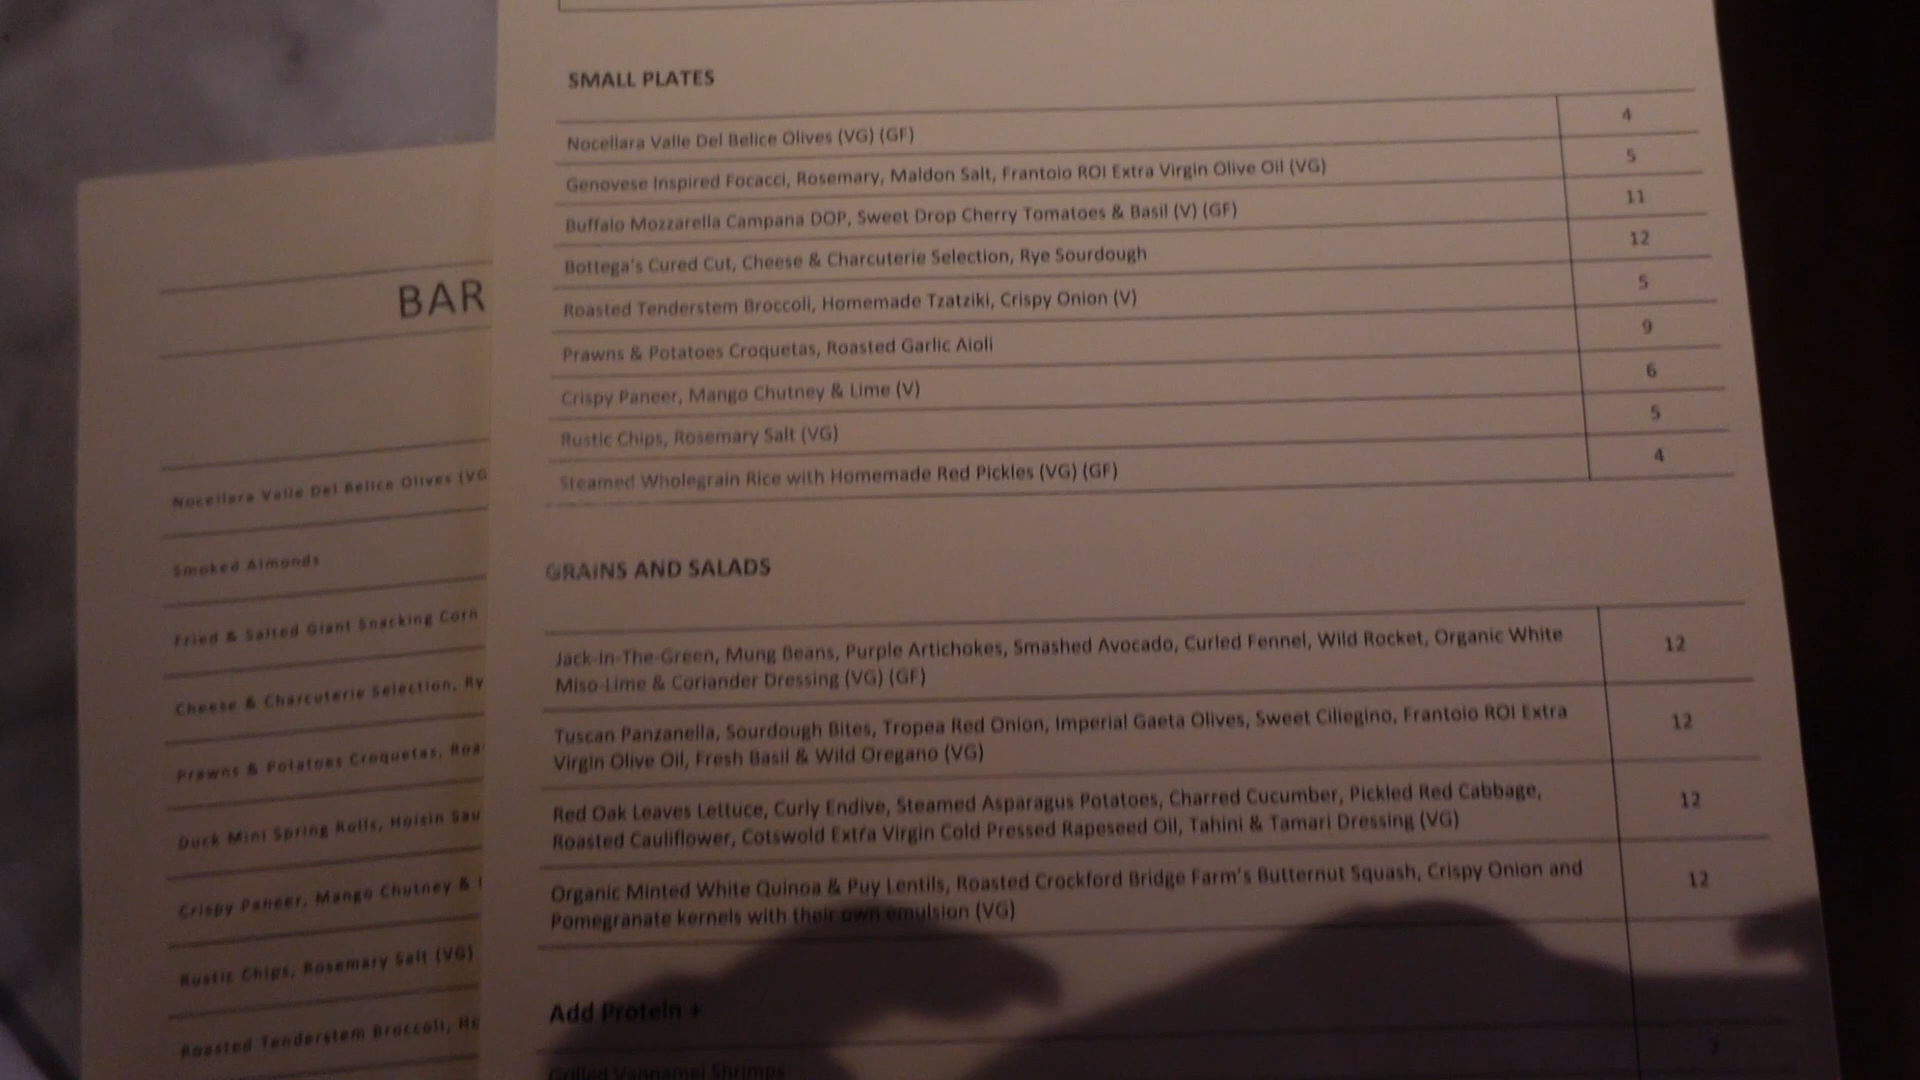 SMALL PLATES
Nocellara Valle Del Belice Olives (VG) (GF) 4
Genovese Inspired Focacci, Rosemary, Maldon Salt, Frantoio ROI Extra Virgin Olive Oil (VG) 5
Buffalo Mozzarella Campana DOP, Sweet Drop Cherry Tomatoes & Basil (V) (GF) 11
Bottega's Cured Cut, Cheese & Charcuterie Selection, Rye Sourdough 12
Roasted Tenderstem Broccoli, Homemade Tzatziki, Crispy Onion (V) 5
Prawns & Potatoes Croquetas, Roasted Garlic Aioli 9
Crispy Paneer, Mango Chutney & Lime (V) 6
Rustic Chips, Rosemary Salt (VG) 5
Steamed Wholegrain Rice with Homemade Red Pickles (VG) (GF) 4
GRAINS AND SALADS
Jack-In-The-Green, Mung Beans, Purple Artichokes, Smashed Avocado, Curled Fennel, Wild Rocket, Organic White 12
Miso-Lime & Coriander Dressing (VG) (GF)
Tuscan Panzanella, Sourdough Bites, Tropea Red Onion, Imperial Gaeta Olives, Sweet Ciliegino, Frantoio ROI Extra 12
Virgin Olive Oil, Fresh Basil & Wild Oregano (VG)
Red Oak Leaves Lettuce, Curly Endive, Steamed Asparagus Potatoes, Charred Cucumber, Pickled Red Cabbage, 12
Roasted Cauliflower, Cotswold Extra Virgin Cold Pressed Rapeseed Oil, Tahini & Tamari Dressing (VG)
Organic Minted White Quinoa & Puy Lentils, Roasted Crockford Bridge Farm's Butternut Squash, Crispy Onion and 12
Pomegranate kernels with their own emulsion (VG)
Add Protein +
Grilled Vannamei Shrimps 7
BAR
Nocellara Valle Del Belice Olives (VG
Smoked Almonds
Fried & Salted Giant Snacking Corn
Cheese & Charcuterie Selection, Ry
Prawns & Potatoes Croquetas, Roa
Duck Mini Spring Rolls, Hoisin Sau
Crispy Paneer, Mango Chutney &
Rustic Chips, Rosemary Salt (VG)
Roasted Tenderstem Broccoli, Ho